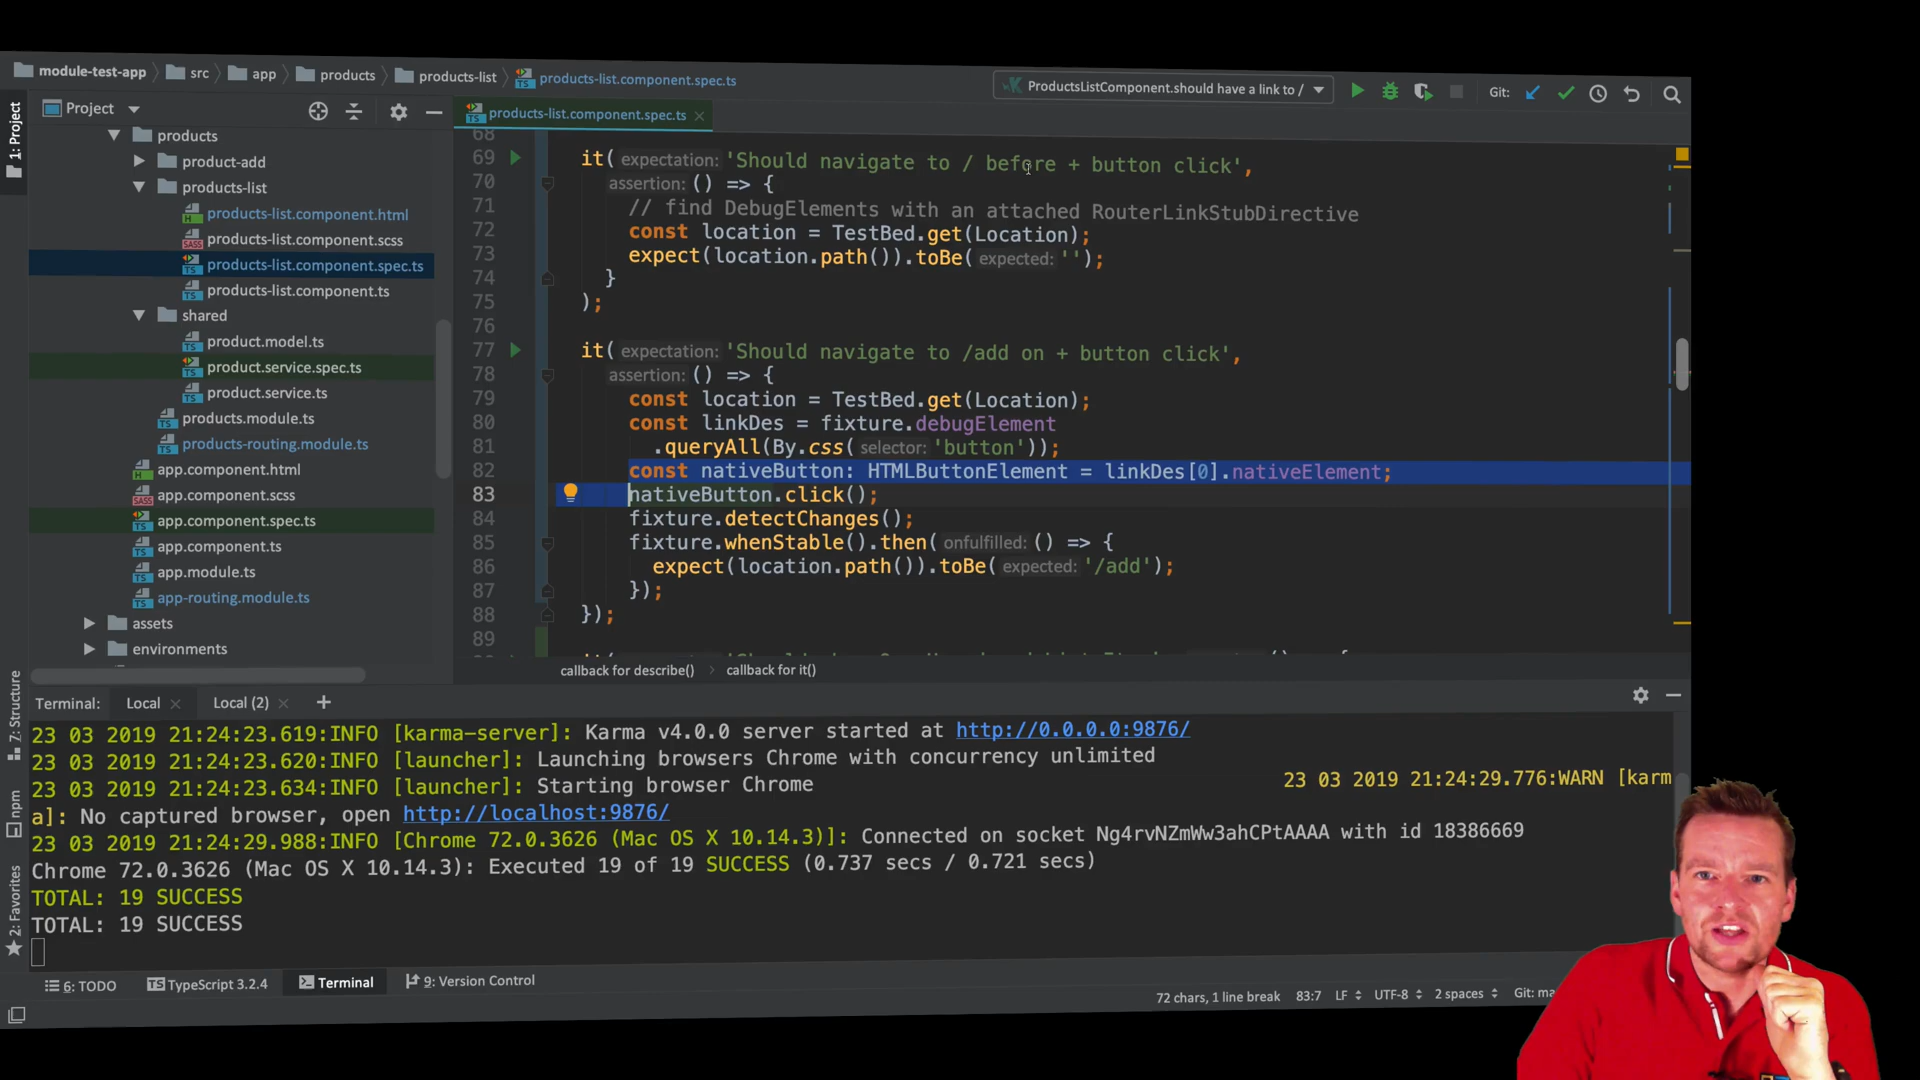 module-test-app src app products products-list products-list.component.spec.ts
ProductsListComponent.should have a link to /
Git:
1: Project
Project
products-list.component.spec.ts
products
product-add
products-list
products-list.component.html
products-list.component.scss
products-list.component.spec.ts
products-list.component.ts
shared
product.model.ts
product.service.spec.ts
product.service.ts
products.module.ts
products-routing.module.ts
app.component.html
app.component.scss
app.component.spec.ts
app.component.ts
app.module.ts
app-routing.module.ts
assets
environments
68
69 it( expectation: 'Should navigate to / before + button click',
70 assertion: () => {
71 // find DebugElements with an attached RouterLinkStubDirective
72 const location = TestBed.get(Location);
73 expect(location.path()).toBe( expected: '');
74 }
75 );
76
77 it( expectation: 'Should navigate to /add on + button click',
78 assertion: () => {
79 const location = TestBed.get(Location);
80 const linkDes = fixture.debugElement
81 .queryAll(By.css( selector: 'button'));
82 const nativeButton: HTMLButtonElement = linkDes[0].nativeElement;
83 nativeButton.click();
84 fixture.detectChanges();
85 fixture.whenStable().then( onfulfilled: () => {
86 expect(location.path()).toBe( expected: '/add');
87 });
88 });
89
callback for describe() callback for it()
7: Structure
npm
2: Favorites
Terminal: Local Local (2)
23 03 2019 21:24:23.619:INFO [karma-server]: Karma v4.0.0 server started at http://0.0.0.0:9876/
23 03 2019 21:24:23.620:INFO [launcher]: Launching browsers Chrome with concurrency unlimited
23 03 2019 21:24:23.634:INFO [launcher]: Starting browser Chrome
23 03 2019 21:24:29.776:WARN [karm
a]: No captured browser, open http://localhost:9876/
23 03 2019 21:24:29.988:INFO [Chrome 72.0.3626 (Mac OS X 10.14.3)]: Connected on socket Ng4rvNZmWw3ahCPtAAAA with id 18386669
Chrome 72.0.3626 (Mac OS X 10.14.3): Executed 19 of 19 SUCCESS (0.737 secs / 0.721 secs)
TOTAL: 19 SUCCESS
TOTAL: 19 SUCCESS
6: TODO TypeScript 3.2.4 Terminal 9: Version Control
72 chars, 1 line break 83:7 LF UTF-8 2 spaces Git: ma